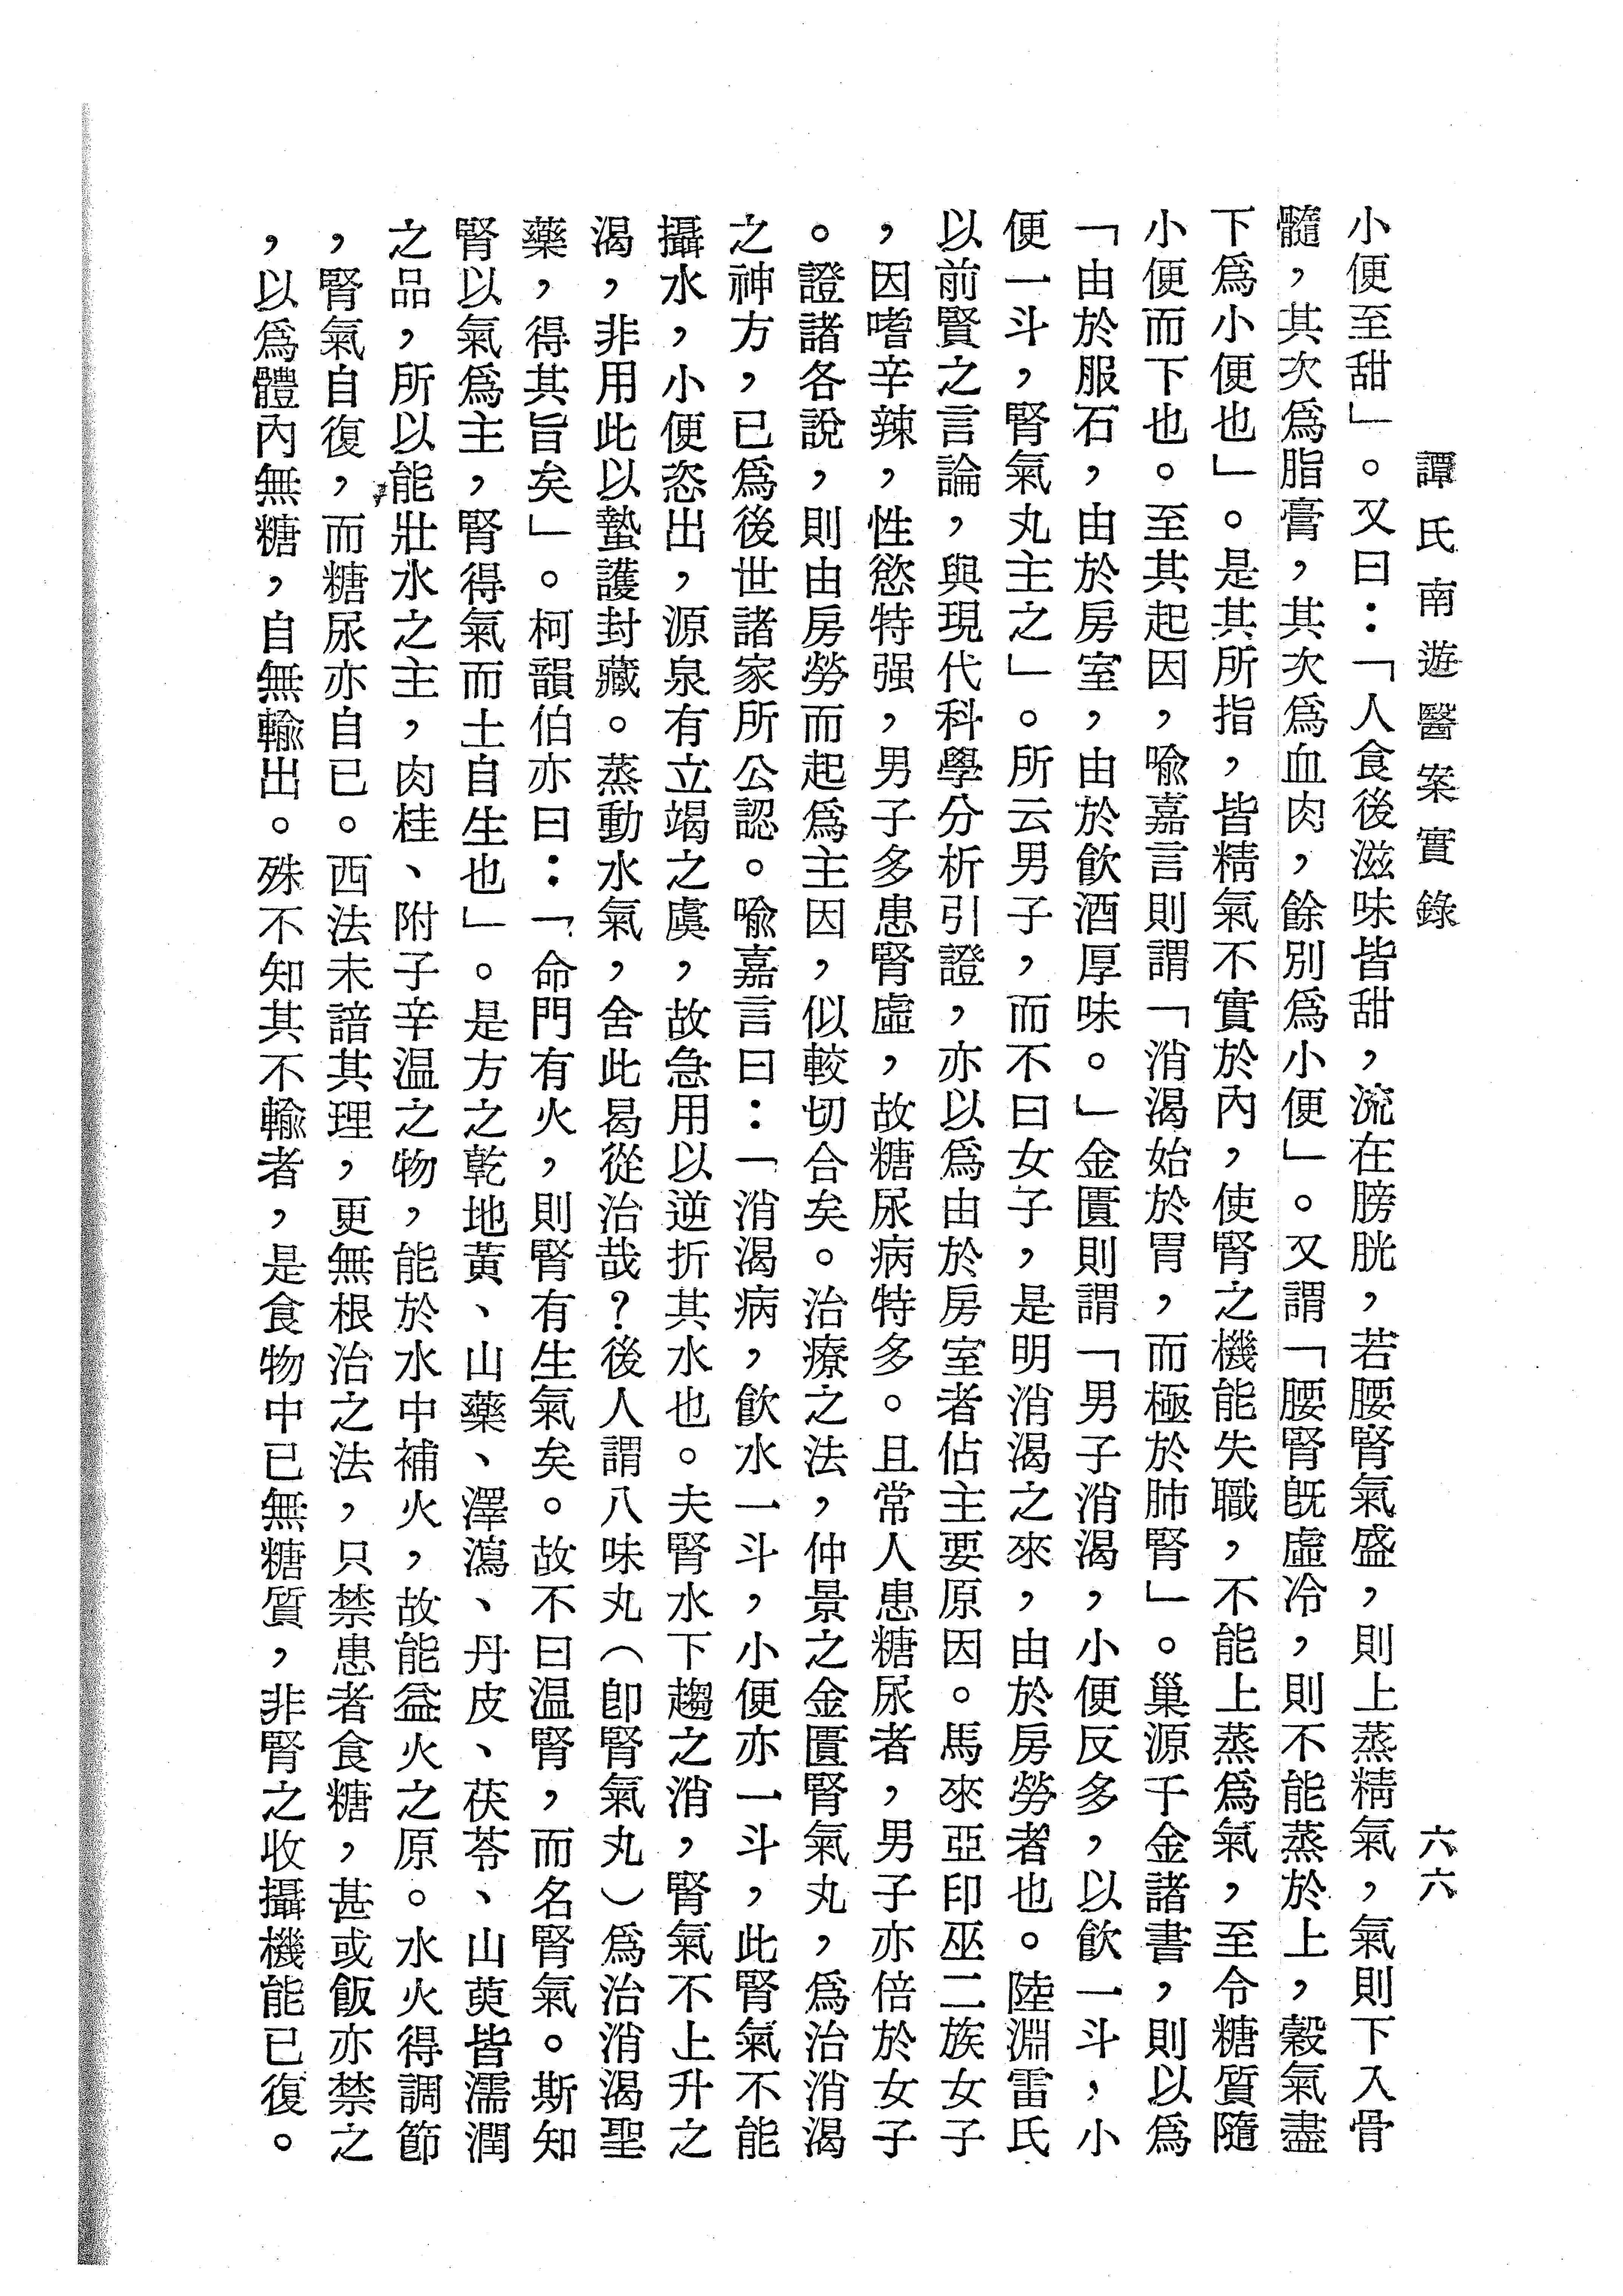 譚氏南遊醫案實錄
六六
小便至甜」。又曰：「人食後滋味皆甜，流在膀胱，若腰腎氣盛，則上蒸精氣，氣則下入骨
髓，其次爲脂膏，其次爲血肉，餘別爲小便」。又謂「腰腎既虛冷，則不能蒸於上，穀氣盡
下爲小便也」。是其所指，皆精氣不實於內，使腎之機能失職，不能上蒸爲氣，至令糖質隨
小便而下也。至其起因，喩嘉言則謂「消渴始於胃，而極於肺腎」。巢源千金諸書，則以爲
「由於服石，由於房室，由於飲酒厚味。」金匱則謂「男子消渴，小便反多，以飲一斗，小
便一斗，腎氣丸主之」。所云男子，而不曰女子，是明消渴之來，由於房勞者也。陸淵雷氏
以前賢之言論，與現代科學分析引證，亦以爲由於房室者佔主要原因。馬來亞印巫二族女子
，因嗜辛辣，性慾特强，男子多患腎虛，故糖尿病特多。且常人患糖尿者，男子亦倍於女子
。證諸各說，則由房勞而起爲主因，似較切合矣。治療之法，仲景之金匱腎氣丸，爲治消渴
之神方，已爲後世諸家所公認。喩嘉言曰：「消渴病，飲水一斗，小便亦一斗，此腎氣不能
攝水，小便恣出，源泉有立竭之虞，故急用以逆折其水也。夫腎水下趨之消，腎氣不上升之
渴，非用此以蟄護封藏。蒸動水氣，舍此曷從治哉？後人謂八味丸（卽腎氣丸）爲治消渴聖
藥，得其旨矣」。柯韻伯亦曰：「命門有火，則腎有生氣矣。故不曰温腎，而名腎氣。斯知
腎以氣爲主，腎得氣而土自生也」。是方之乾地黃、山藥、澤瀉、丹皮、茯苓、山萸皆濡潤
之品，所以能壯水之主，肉桂、附子辛温之物，能於水中補火，故能益火之原。水火得調節
，腎氣自復，而糖尿亦自已。西法未諳其理，更無根治之法，只禁患者食糖，甚或飯亦禁之
，以爲體內無糖，自無輸出。殊不知其不輸者，是食物中已無糖質，非腎之收攝機能已復。